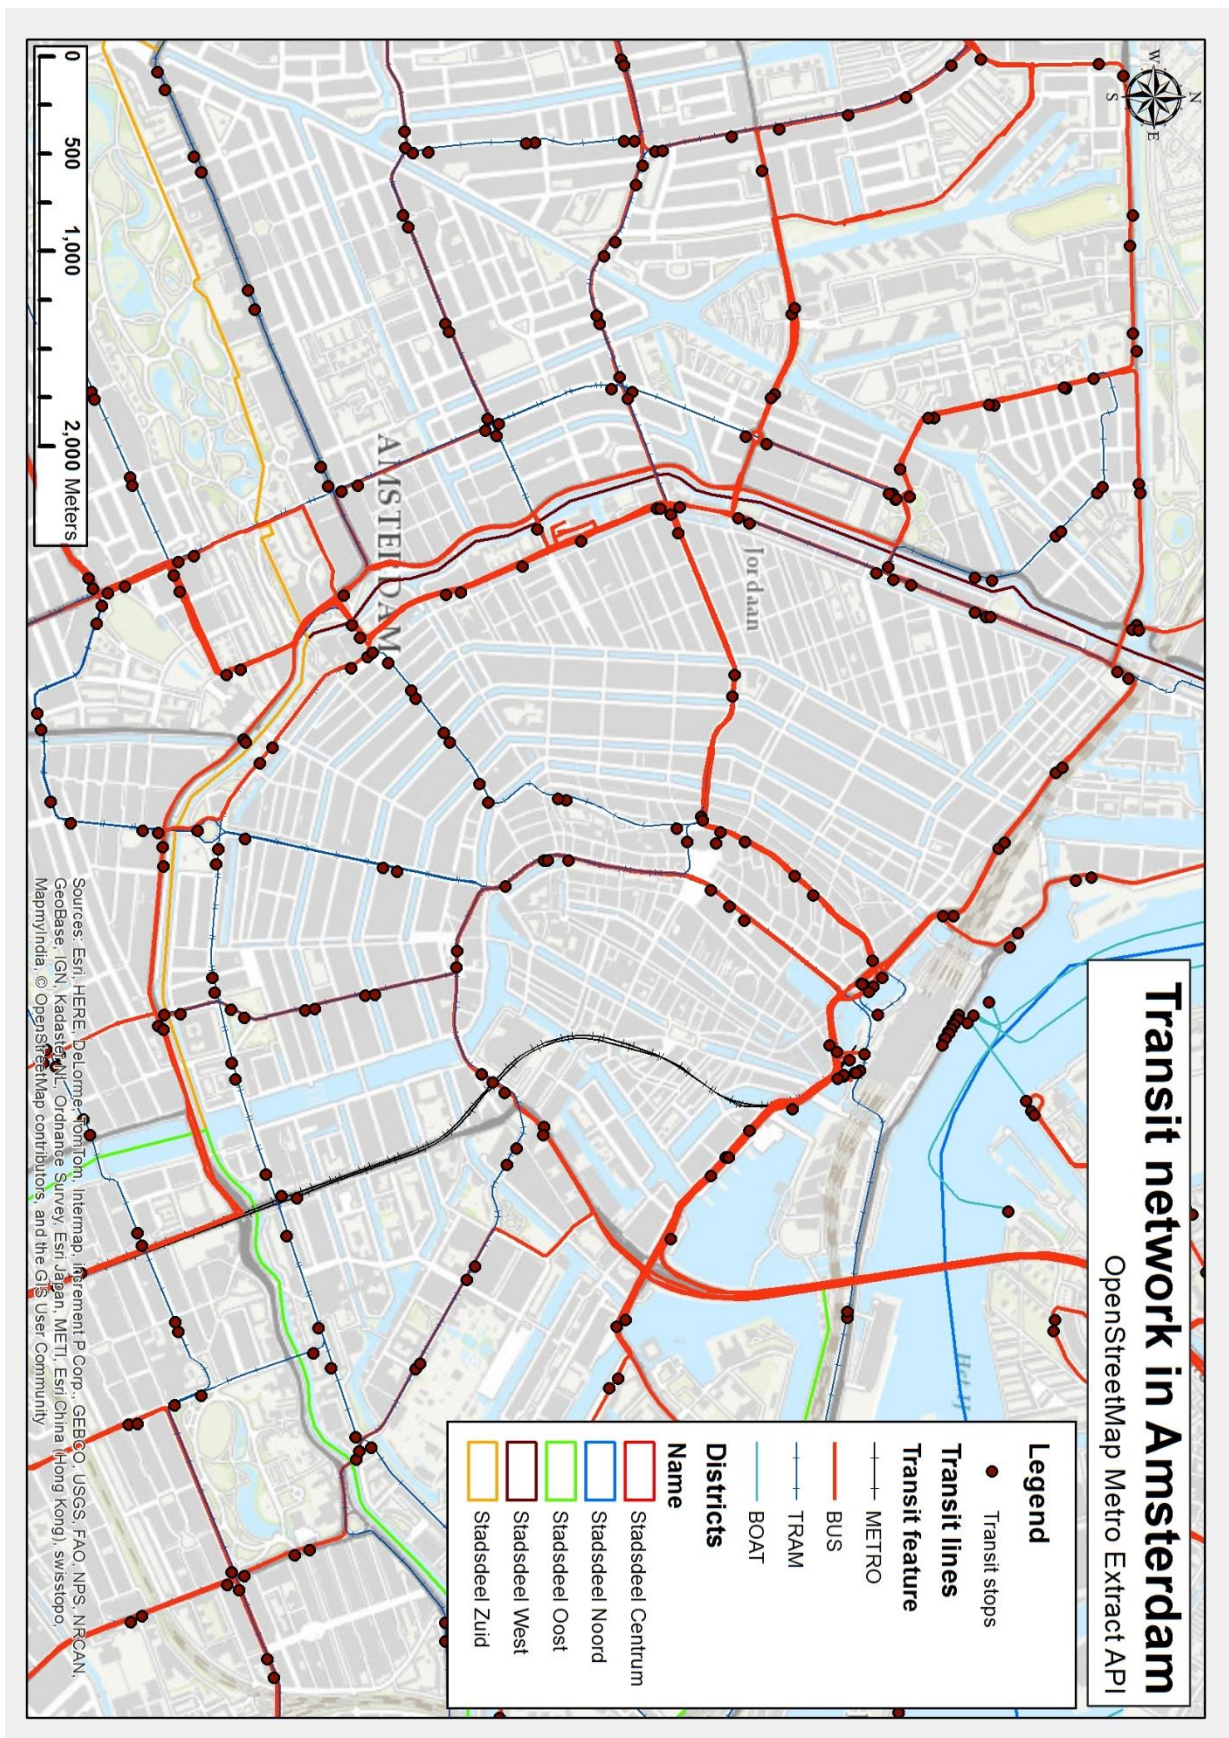 Transit network in Amsterdam
OpenStreetMap Metro Extract API
N
W
E
S
Jordaan
AMSTERDAM
Het IJ
Legend
Transit stops
Transit lines
Transit feature
METRO
BUS
TRAM
BOAT
Districts
Name
Stadsdeel Centrum
Stadsdeel Noord
Stadsdeel Oost
Stadsdeel West
Stadsdeel Zuid
0 500 1,000 2,000 Meters
Sources: Esri, HERE, DeLorme, TomTom, Intermap, increment P Corp., GEBCO, USGS, FAO, NPS, NRCAN,
GeoBase, IGN, Kadaster NL, Ordnance Survey, Esri Japan, METI, Esri China (Hong Kong), swisstopo,
MapmyIndia, © OpenStreetMap contributors, and the GIS User Community